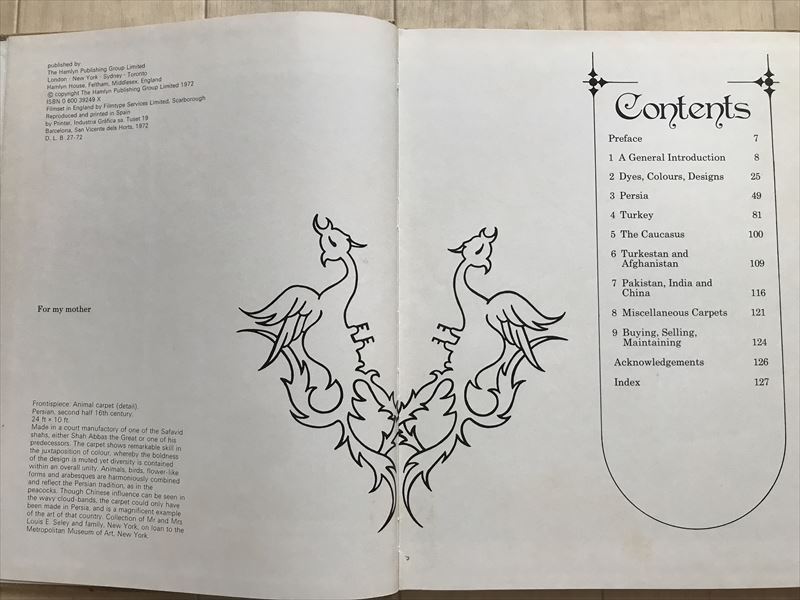 published by
The Hamlyn Publishing Group Limited
London · New York · Sydney · Toronto
Hamlyn House, Feltham, Middlesex, England
© copyright The Hamlyn Publishing Group Limited 1972
ISBN 0 600 39249 X
Filmset in England by Filmtype Services Limited, Scarborough
Reproduced and printed in Spain
by Printer, Industria Gráfica sa. Tuset 19
Barcelona, San Vicente dels Horts, 1972
D. L. B. 27-72
For my mother
Frontispiece: Animal carpet (detail).
Persian, second half 16th century.
24 ft × 10 ft.
Made in a court manufactory of one of the Safavid
shahs, either Shah Abbas the Great or one of his
predecessors. The carpet shows remarkable skill in
the juxtaposition of colour, whereby the boldness
of the design is muted yet diversity is contained
within an overall unity. Animals, birds, flower-like
forms and arabesques are harmoniously combined
and reflect the Persian tradition, as in the
peacocks. Though Chinese influence can be seen in
the wavy cloud-bands, the carpet could only have
been made in Persia, and is a magnificent example
of the art of that country. Collection of Mr and Mrs
Louis E. Seley and family, New York, on loan to the
Metropolitan Museum of Art, New York.
Contents
Preface 7
1 A General Introduction 8
2 Dyes, Colours, Designs 25
3 Persia 49
4 Turkey 81
5 The Caucasus 100
6 Turkestan and
Afghanistan 109
7 Pakistan, India and
China 116
8 Miscellaneous Carpets 121
9 Buying, Selling,
Maintaining 124
Acknowledgements 126
Index 127